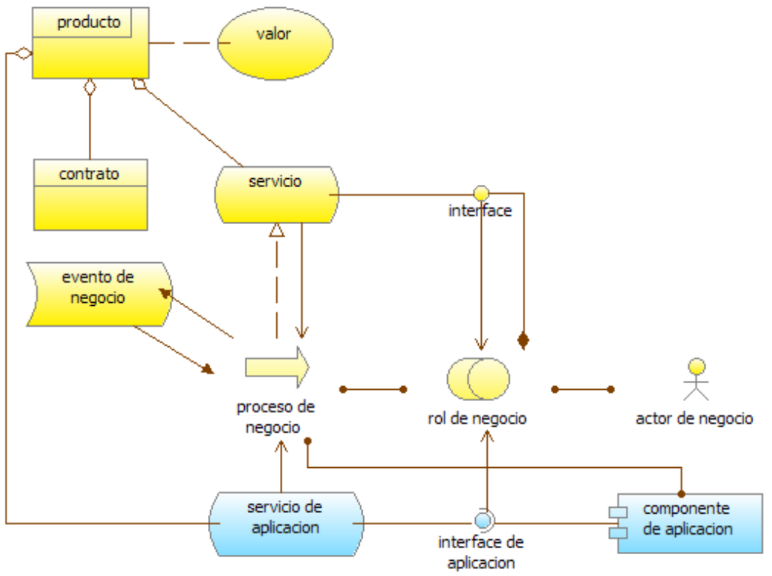 producto
valor
contrato
servicio
interface
evento de
negocio
proceso de
negocio
rol de negocio
actor de negocio
servicio de
aplicacion
interface de
aplicacion
componente
de aplicacion